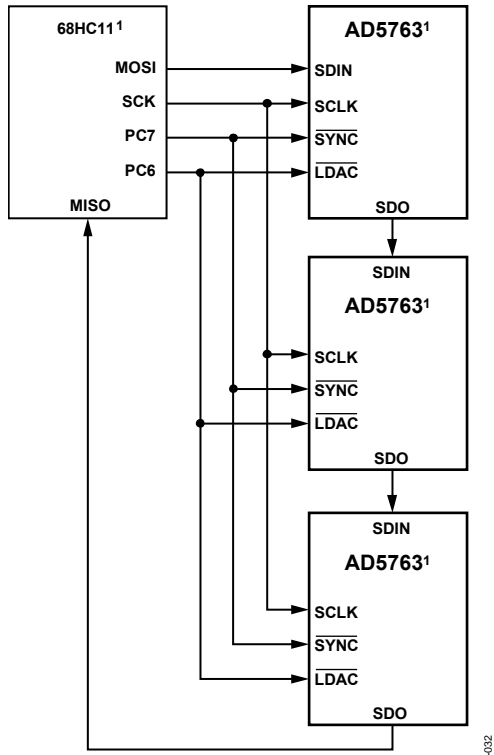 68HC11¹
MOSI
SCK
PC7
PC6
MISO
AD5763¹
SDIN
SCLK
SYNC
LDAC
SDO
SDIN
AD5763¹
SCLK
SYNC
LDAC
SDO
SDIN
AD5763¹
SCLK
SYNC
LDAC
SDO
-032